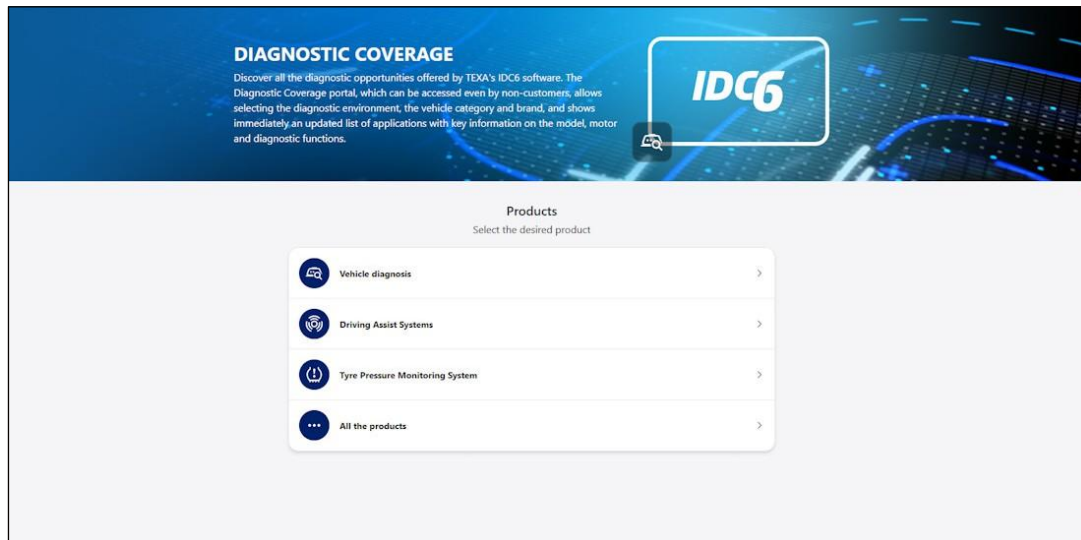 DIAGNOSTIC COVERAGE
Discover all the diagnostic opportunities offered by TEXA's IDC6 software. The
Diagnostic Coverage portal, which can be accessed even by non-customers, allows
selecting the diagnostic environment, the vehicle category and brand, and shows
immediately an updated list of applications with key information on the model, motor
and diagnostic functions.
IDC6
Products
Select the desired product
Vehicle diagnosis
Driving Assist Systems
Tyre Pressure Monitoring System
All the products